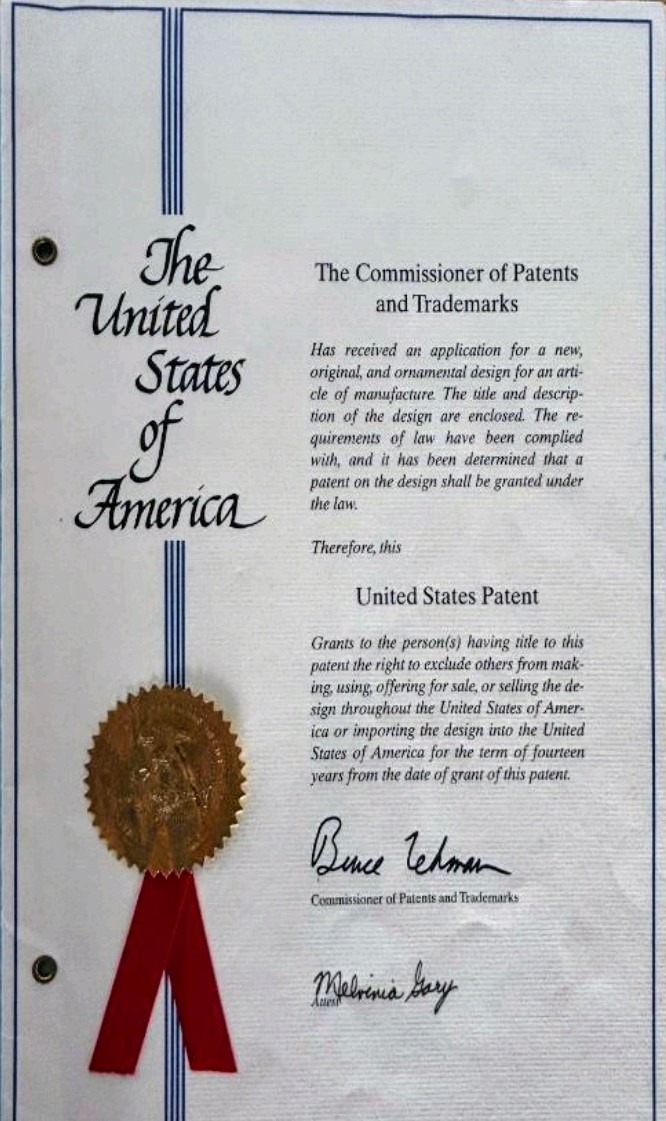 The
United
States
of
America
The Commissioner of Patents
and Trademarks
Has received an application for a new,
original, and ornamental design for an arti-
cle of manufacture. The title and descrip-
tion of the design are enclosed. The re-
quirements of law have been complied
with, and it has been determined that a
patent on the design shall be granted under
the law.
Therefore, this
United States Patent
Grants to the person(s) having title to this
patent the right to exclude others from mak-
ing, using, offering for sale, or selling the de-
sign throughout the United States of Amer-
ica or importing the design into the United
States of America for the term of fourteen
years from the date of grant of this patent.
Bruce Lehman
Commissioner of Patents and Trademarks
Melvinia Gary
Attest